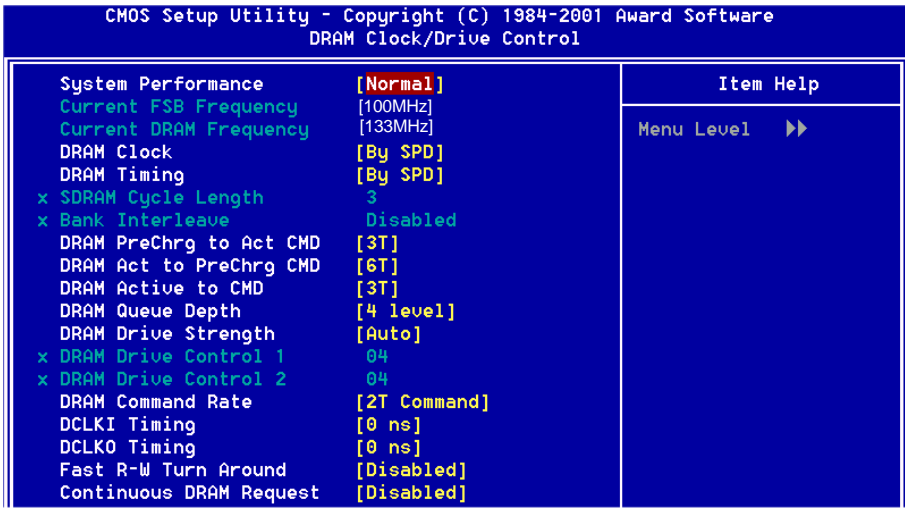 CMOS Setup Utility - Copyright (C) 1984-2001 Award Software
DRAM Clock/Drive Control
System Performance [Normal]
Current FSB Frequency [100MHz]
Current DRAM Frequency [133MHz]
DRAM Clock [By SPD]
DRAM Timing [By SPD]
x SDRAM Cycle Length 3
x Bank Interleave Disabled
DRAM PreChrg to Act CMD [3T]
DRAM Act to PreChrg CMD [6T]
DRAM Active to CMD [3T]
DRAM Queue Depth [4 level]
DRAM Drive Strength [Auto]
x DRAM Drive Control 1 04
x DRAM Drive Control 2 04
DRAM Command Rate [2T Command]
DCLKI Timing [0 ns]
DCLKO Timing [0 ns]
Fast R-W Turn Around [Disabled]
Continuous DRAM Request [Disabled]
Item Help
Menu Level ▶▶